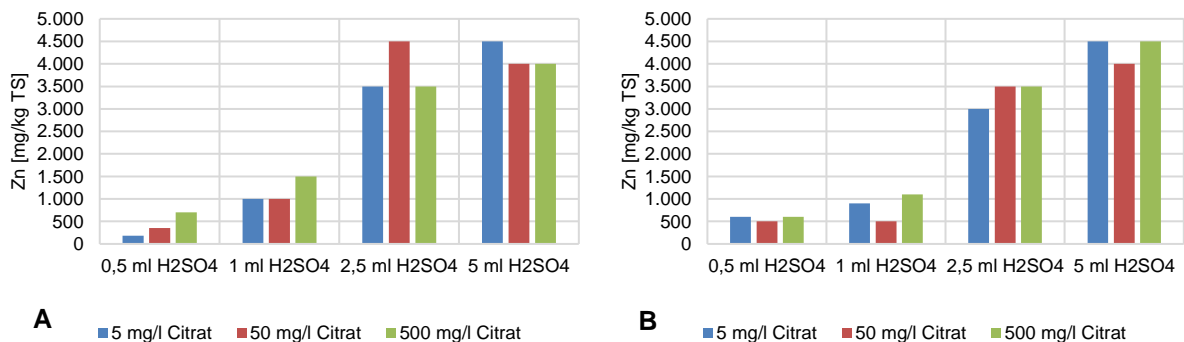 Zn [mg/kg TS]
5.000
4.500
4.000
3.500
3.000
2.500
2.000
1.500
1.000
500
0
0,5 ml H2SO4 1 ml H2SO4 2,5 ml H2SO4 5 ml H2SO4
A
5 mg/l Citrat 50 mg/l Citrat 500 mg/l Citrat
Zn [mg/kg TS]
5.000
4.500
4.000
3.500
3.000
2.500
2.000
1.500
1.000
500
0
0,5 ml H2SO4 1 ml H2SO4 2,5 ml H2SO4 5 ml H2SO4
B
5 mg/l Citrat 50 mg/l Citrat 500 mg/l Citrat